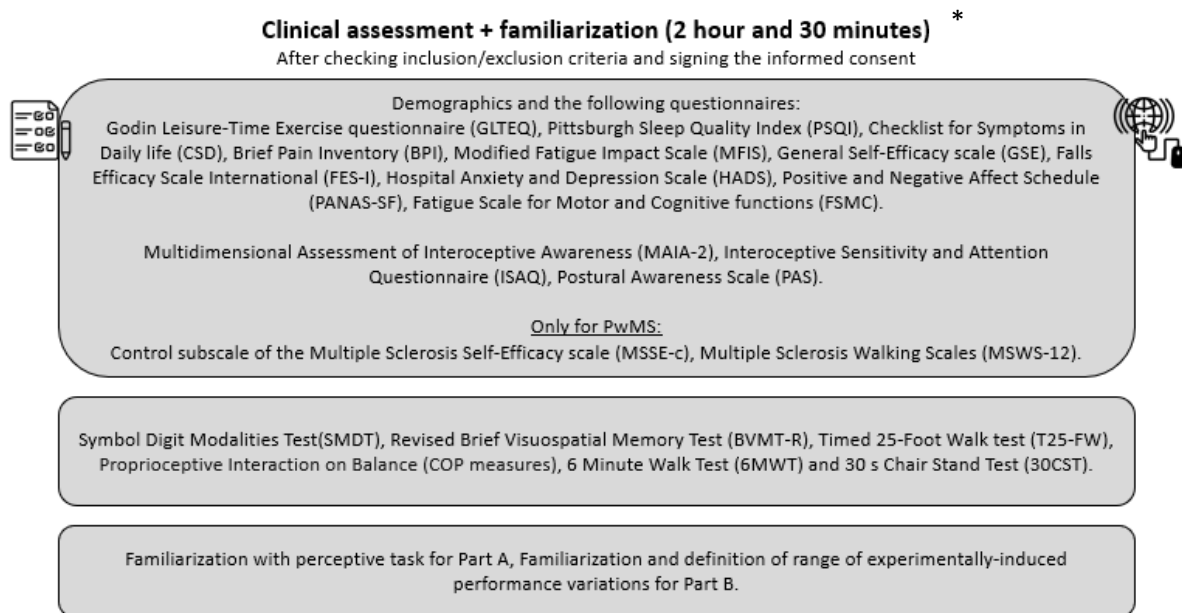 Clinical assessment + familiarization (2 hour and 30 minutes) *
After checking inclusion/exclusion criteria and signing the informed consent
Demographics and the following questionnaires:
Godin Leisure-Time Exercise questionnaire (GLTEQ), Pittsburgh Sleep Quality Index (PSQI), Checklist for Symptoms in
Daily life (CSD), Brief Pain Inventory (BPI), Modified Fatigue Impact Scale (MFIS), General Self-Efficacy scale (GSE), Falls
Efficacy Scale International (FES-I), Hospital Anxiety and Depression Scale (HADS), Positive and Negative Affect Schedule
(PANAS-SF), Fatigue Scale for Motor and Cognitive functions (FSMC).
Multidimensional Assessment of Interoceptive Awareness (MAIA-2), Interoceptive Sensitivity and Attention
Questionnaire (ISAQ), Postural Awareness Scale (PAS).
Only for PwMS:
Control subscale of the Multiple Sclerosis Self-Efficacy scale (MSSE-c), Multiple Sclerosis Walking Scales (MSWS-12).
Symbol Digit Modalities Test(SMDT), Revised Brief Visuospatial Memory Test (BVMT-R), Timed 25-Foot Walk test (T25-FW),
Proprioceptive Interaction on Balance (COP measures), 6 Minute Walk Test (6MWT) and 30 s Chair Stand Test (30CST).
Familiarization with perceptive task for Part A, Familiarization and definition of range of experimentally-induced
performance variations for Part B.